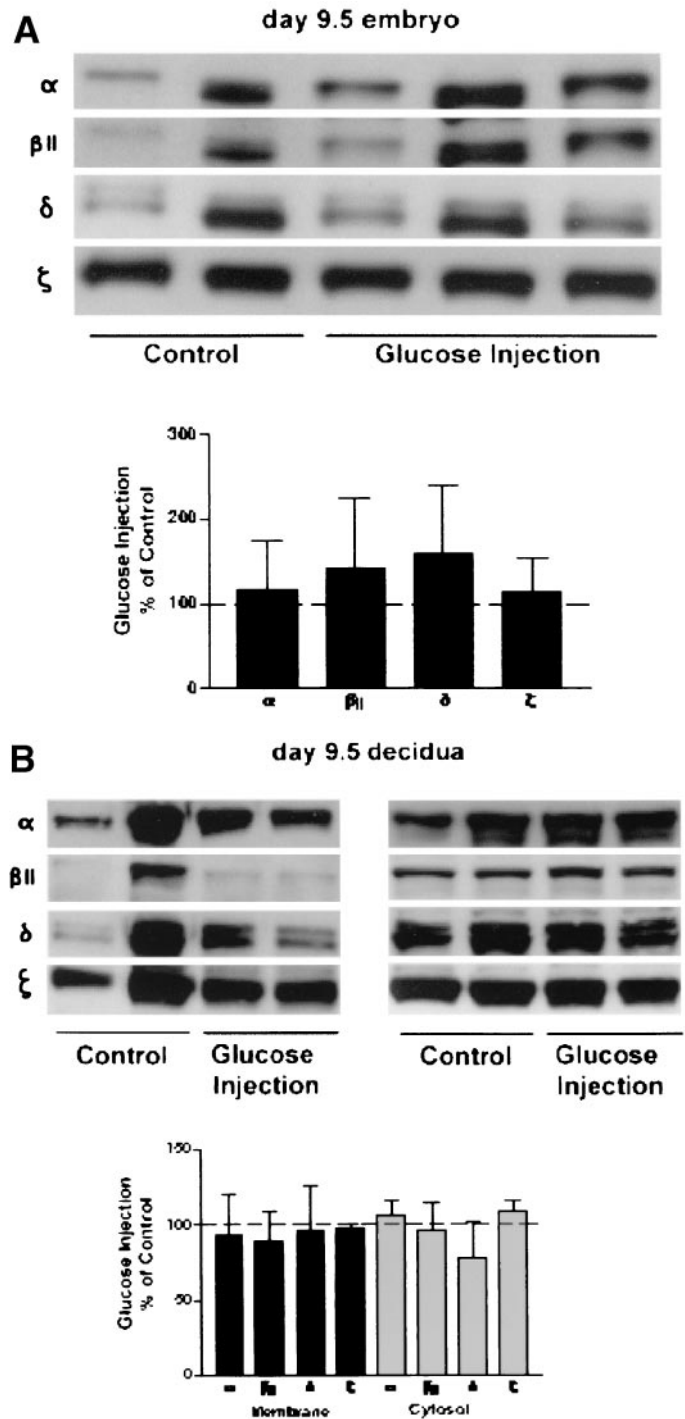 A
day 9.5 embryo
α
βII
δ
ζ
Control Glucose Injection
Glucose Injection
% of Control
300
200
100
0
α βII δ ζ
B
day 9.5 decidua
α
βII
δ
ξ
Control Glucose Injection
Control Glucose Injection
Glucose Injection
% of Control
150
100
50
0
ζ ζ
Membrane Cytosol